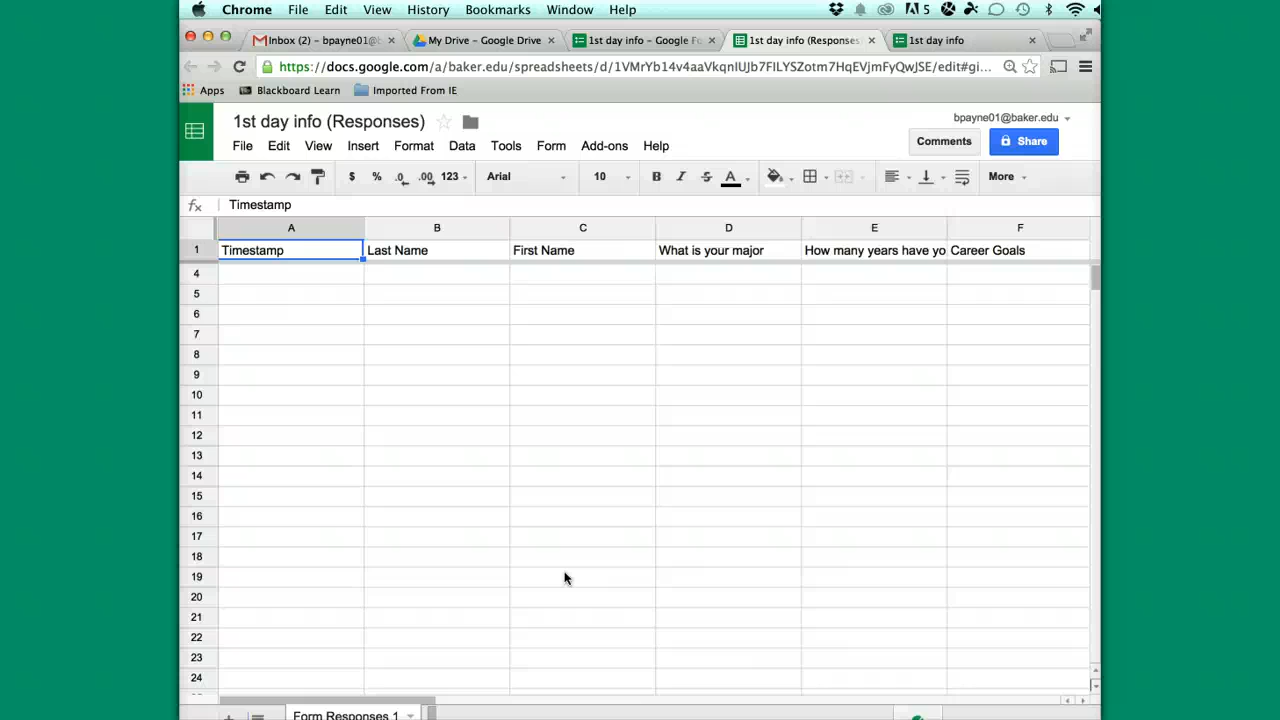 Chrome File Edit View History Bookmarks Window Help 5
Inbox (2) – bpayne01@b × My Drive – Google Drive × 1st day info – Google Fo × 1st day info (Responses × 1st day info ×
https://docs.google.com/a/baker.edu/spreadsheets/d/1VMrYb14v4aaVkqnIUJb7FILYSZotm7HqEVjmYyQwJSE/edit#gi...
Apps Blackboard Learn Imported From IE
1st day info (Responses)
bpayne01@baker.edu
File Edit View Insert Format Data Tools Form Add-ons Help
Comments Share
$ % .0 .00 123 Arial 10 B I S A More
fx Timestamp
A B C D E F
1 Timestamp Last Name First Name What is your major How many years have yo Career Goals
4
5
6
7
8
9
10
11
12
13
14
15
16
17
18
19
20
21
22
23
24
Form Responses 1